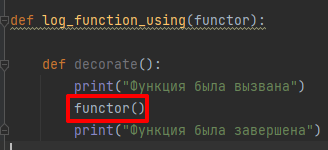 def log_function_using(functor):
def decorate():
print("Функция была вызвана")
functor()
print("Функция была завершена")